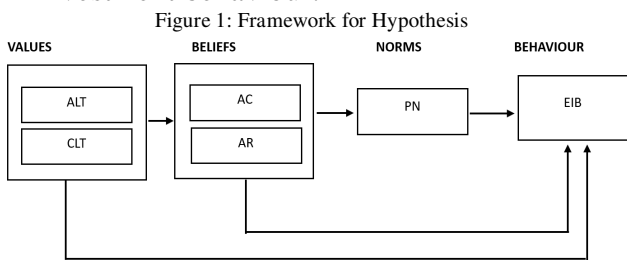 Figure 1: Framework for Hypothesis
VALUES BELIEFS NORMS BEHAVIOUR
ALT AC PN EIB
CLT AR